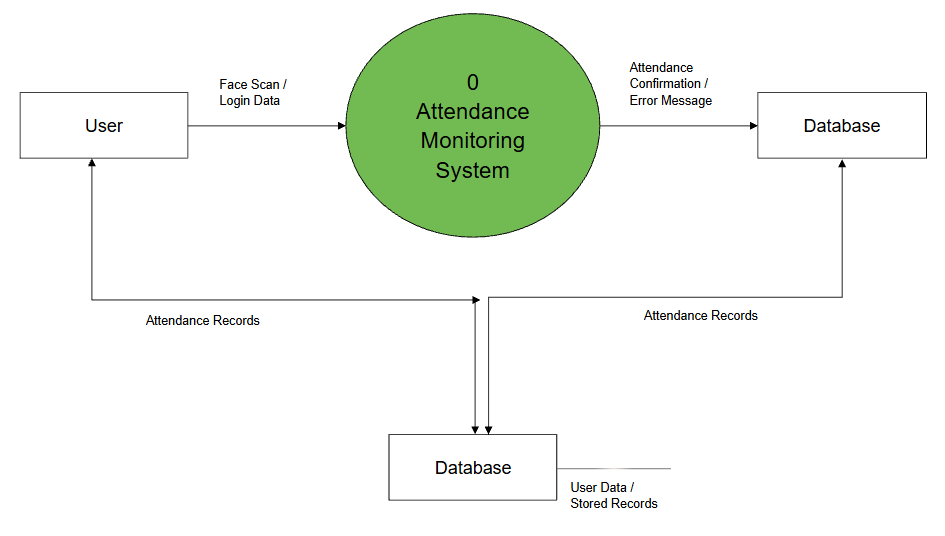 User
Face Scan /
Login Data
0
Attendance
Monitoring
System
Attendance
Confirmation /
Error Message
Database
Attendance Records
Attendance Records
Database
User Data /
Stored Records